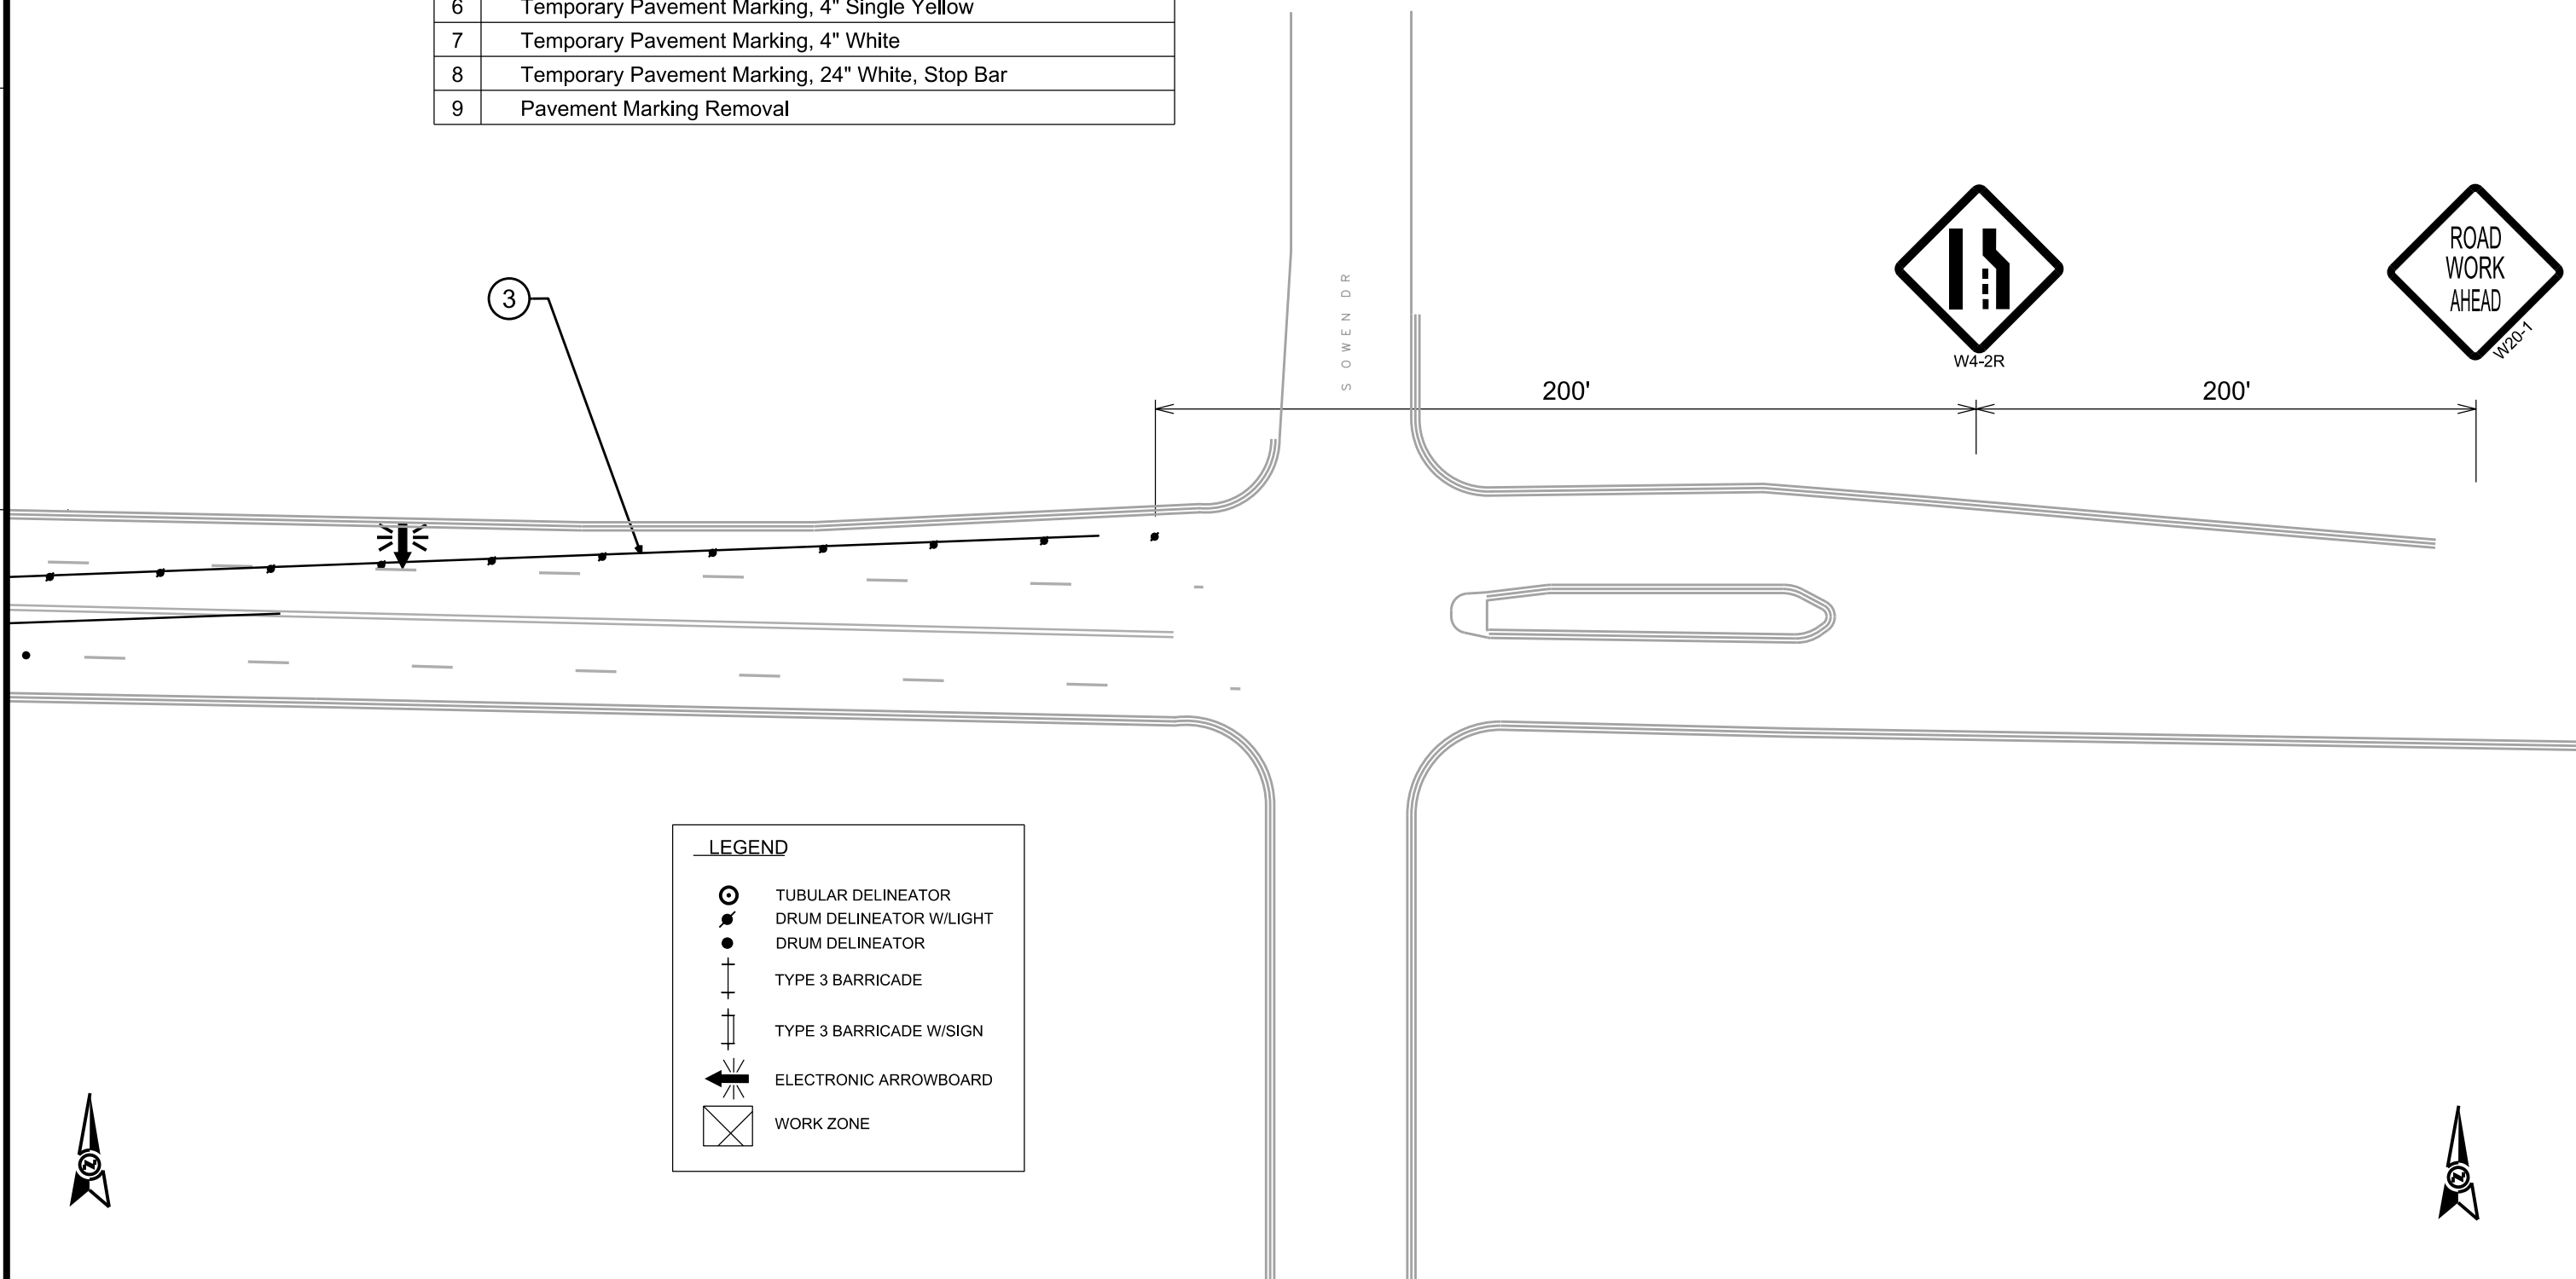 6 Temporary Pavement Marking, 4" Single Yellow
7 Temporary Pavement Marking, 4" White
8 Temporary Pavement Marking, 24" White, Stop Bar
9 Pavement Marking Removal
3
S OWEN DR
W4-2R
ROAD
WORK
AHEAD
W20-1
200'
200'
LEGEND
TUBULAR DELINEATOR
DRUM DELINEATOR W/LIGHT
DRUM DELINEATOR
TYPE 3 BARRICADE
TYPE 3 BARRICADE W/SIGN
ELECTRONIC ARROWBOARD
WORK ZONE
N
N